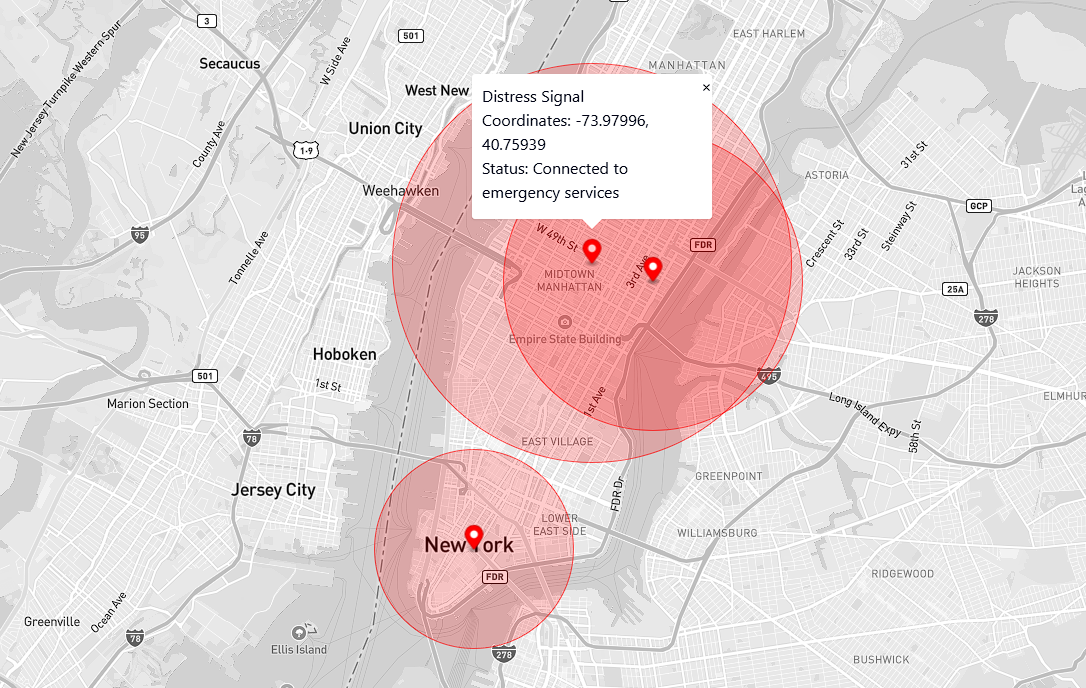 3
501
EAST HARLEM
Secaucus
W Side Ave
MANHATTAN
New Jersey Turnpike Western Spur
West New
Distress Signal
×
Coordinates: -73.97996,
40.75939
Status: Connected to
emergency services
Union City
County Ave
1-9
31st St
Weehawken
ASTORIA
GCP
95
Tonnelle Ave
W 49th St
FDR
Crescent St
33rd St
Steinway St
3rd Ave
MIDTOWN
MANHATTAN
JACKSON
HEIGHTS
25A
278
Empire State Building
Hoboken
501
1st St
495
Marion Section
1st Ave
Long Island Expy
58th St
ELMHUR
78
EAST VILLAGE
Jersey City
GREENPOINT
FDR Dr
LOWER
EAST SIDE
WILLIAMSBURG
New York
FDR
RIDGEWOOD
Ocean Ave
Greenville
78
Ellis Island
278
BUSHWICK